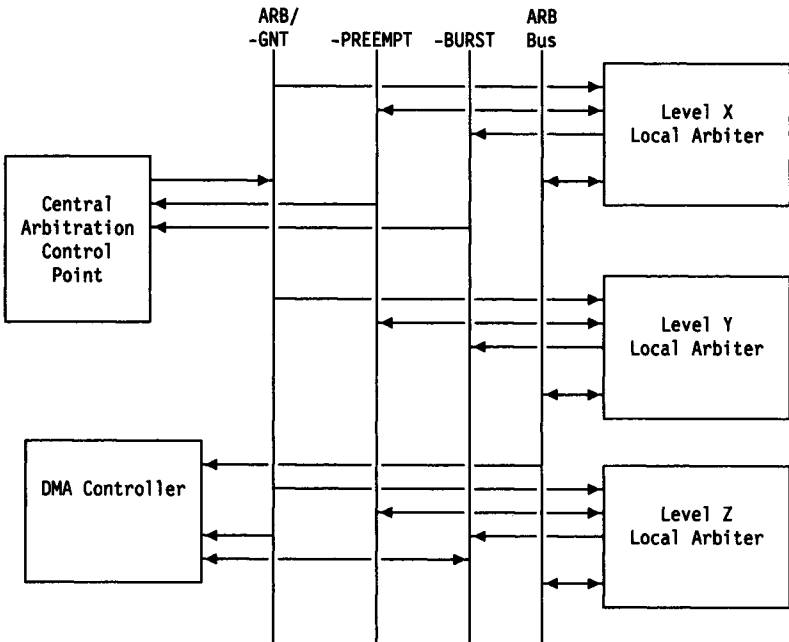 ARB/
-GNT
-PREEMPT
-BURST
ARB
Bus
Level X
Local Arbiter
Central
Arbitration
Control
Point
Level Y
Local Arbiter
DMA Controller
Level Z
Local Arbiter